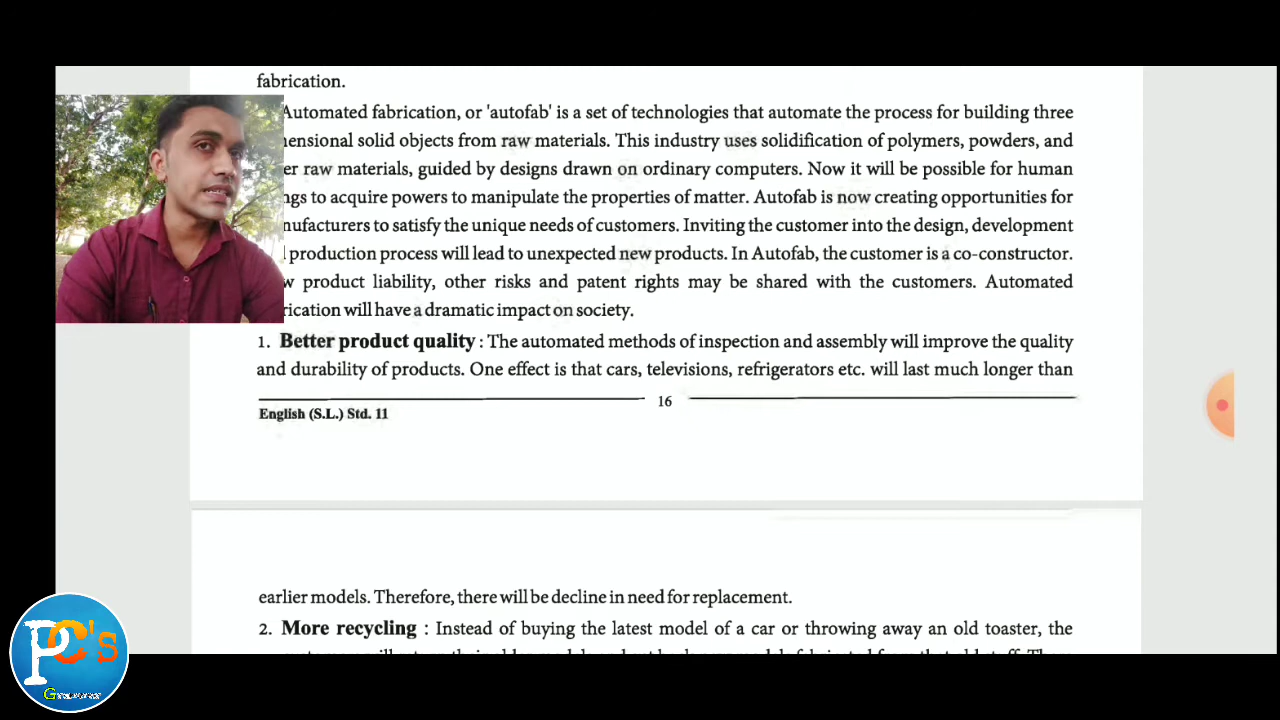 fabrication.
Automated fabrication, or 'autofab' is a set of technologies that automate the process for building three
ensional solid objects from raw materials. This industry uses solidification of polymers, powders, and
er raw materials, guided by designs drawn on ordinary computers. Now it will be possible for human
ngs to acquire powers to manipulate the properties of matter. Autofab is now creating opportunities for
nufacturers to satisfy the unique needs of customers. Inviting the customer into the design, development
production process will lead to unexpected new products. In Autofab, the customer is a co-constructor.
w product liability, other risks and patent rights may be shared with the customers. Automated
rication will have a dramatic impact on society.
1. Better product quality : The automated methods of inspection and assembly will improve the quality
and durability of products. One effect is that cars, televisions, refrigerators etc. will last much longer than
16
English (S.L.) Std. 11
earlier models. Therefore, there will be decline in need for replacement.
2. More recycling : Instead of buying the latest model of a car or throwing away an old toaster, the
PC's